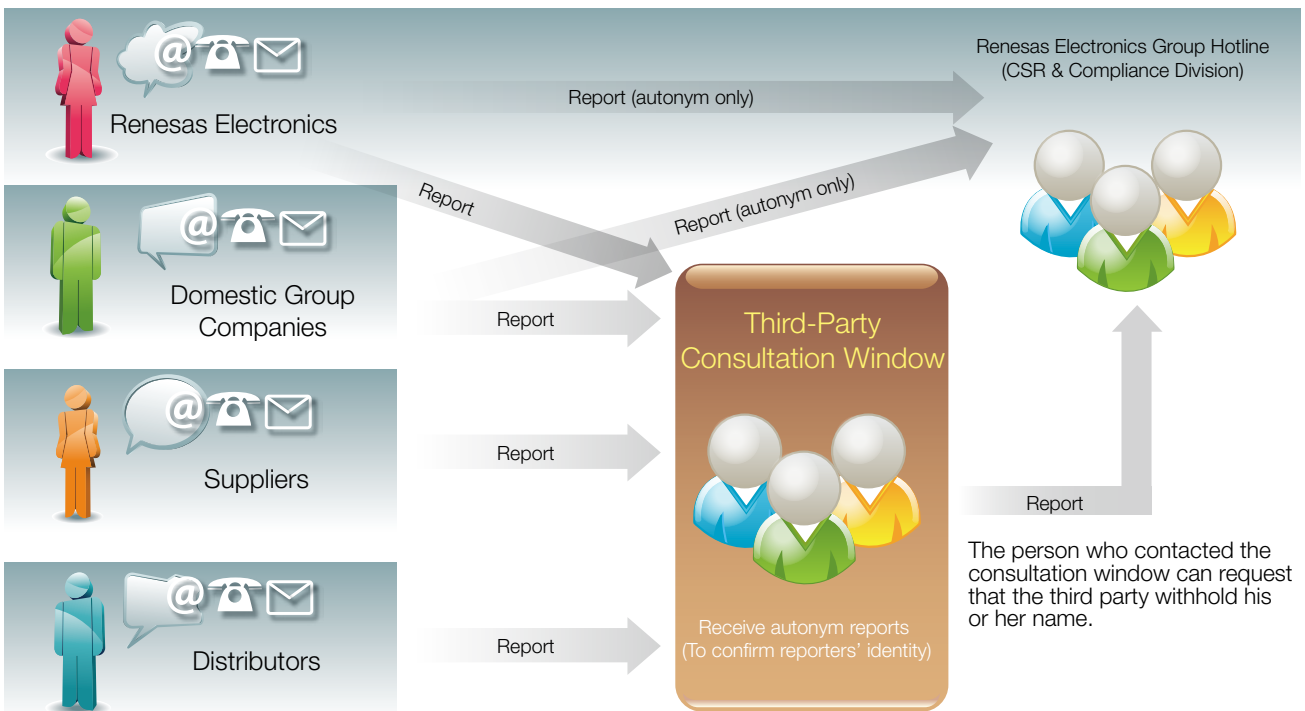 Renesas Electronics Group Hotline
(CSR & Compliance Division)
@
Renesas Electronics
Report (autonym only)
Report
Report (autonym only)
@
Domestic Group
Companies
Report
Third-Party
Consultation Window
@
Suppliers
Report
Report
The person who contacted the
consultation window can request
that the third party withhold his
or her name.
@
Distributors
Report
Receive autonym reports
(To confirm reporters’ identity)